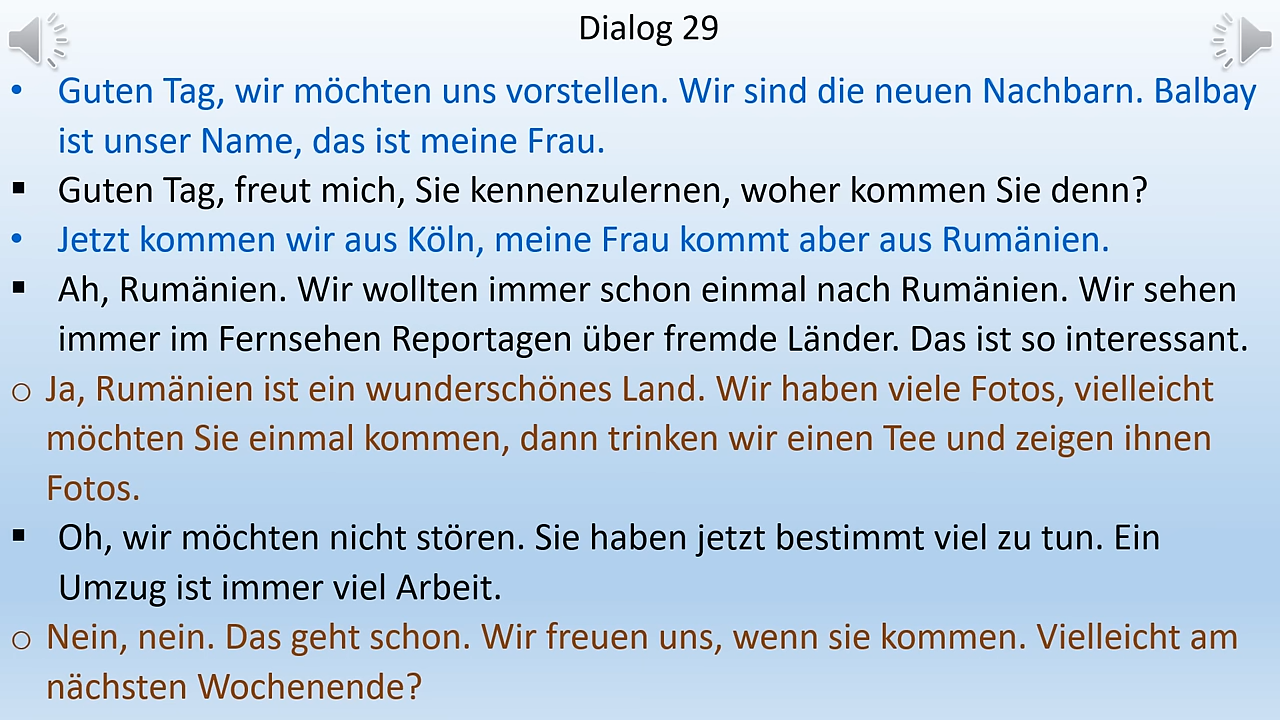 Dialog 29
• Guten Tag, wir möchten uns vorstellen. Wir sind die neuen Nachbarn. Balbay
ist unser Name, das ist meine Frau.
▪ Guten Tag, freut mich, Sie kennenzulernen, woher kommen Sie denn?
• Jetzt kommen wir aus Köln, meine Frau kommt aber aus Rumänien.
▪ Ah, Rumänien. Wir wollten immer schon einmal nach Rumänien. Wir sehen
immer im Fernsehen Reportagen über fremde Länder. Das ist so interessant.
o Ja, Rumänien ist ein wunderschönes Land. Wir haben viele Fotos, vielleicht
möchten Sie einmal kommen, dann trinken wir einen Tee und zeigen ihnen
Fotos.
▪ Oh, wir möchten nicht stören. Sie haben jetzt bestimmt viel zu tun. Ein
Umzug ist immer viel Arbeit.
o Nein, nein. Das geht schon. Wir freuen uns, wenn sie kommen. Vielleicht am
nächsten Wochenende?